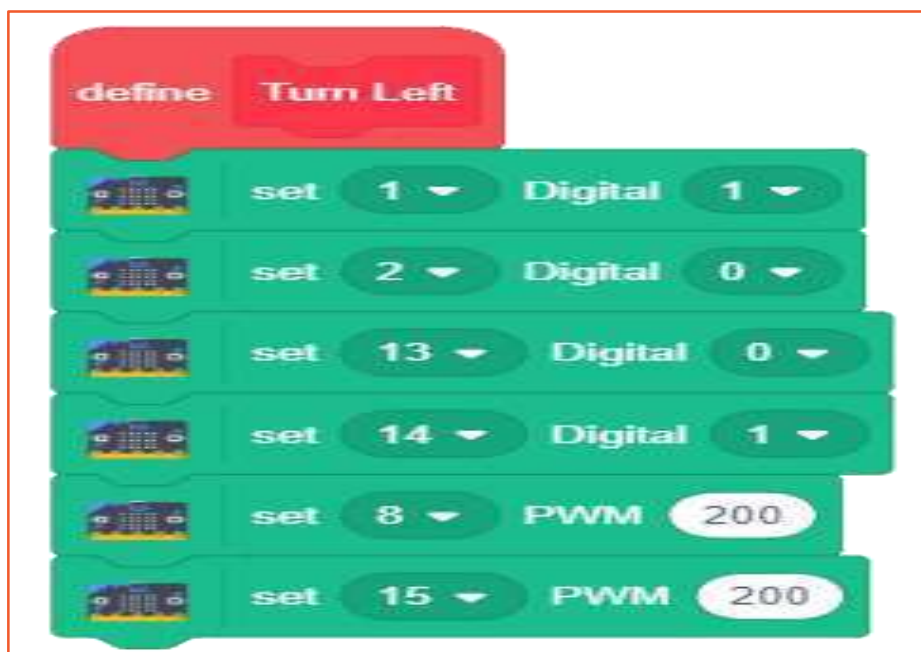 define Turn Left
set 1 Digital 1
set 2 Digital 0
set 13 Digital 0
set 14 Digital 1
set 8 PWM 200
set 15 PWM 200